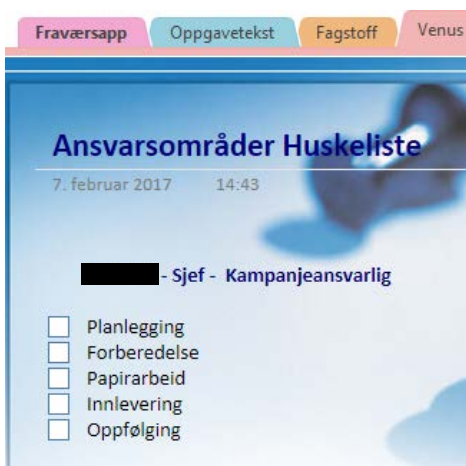 Fraværsapp Oppgavetekst Fagstoff Venus
Ansvarsområder Huskeliste
7. februar 2017 14:43
- Sjef - Kampanjeansvarlig
Planlegging
Forberedelse
Papirarbeid
Innlevering
Oppfølging